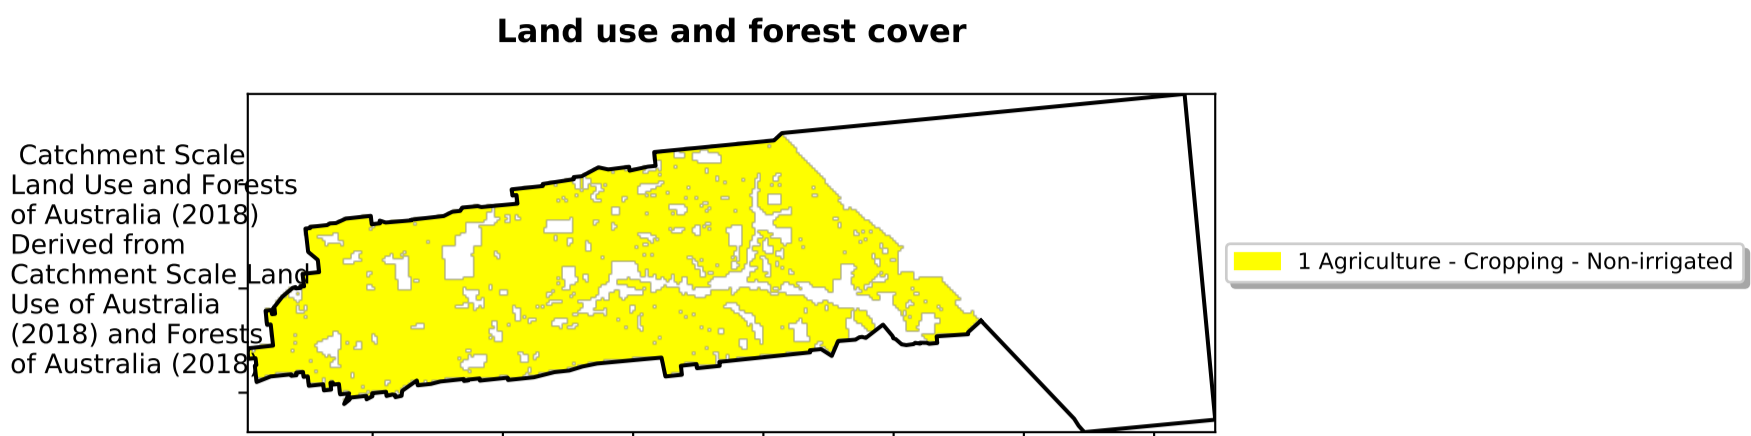 Land use and forest cover
Catchment Scale
Land Use and Forests
of Australia (2018)
Derived from
Catchment Scale Land
Use of Australia
(2018) and Forests
of Australia (2018
1 Agriculture - Cropping - Non-irrigated